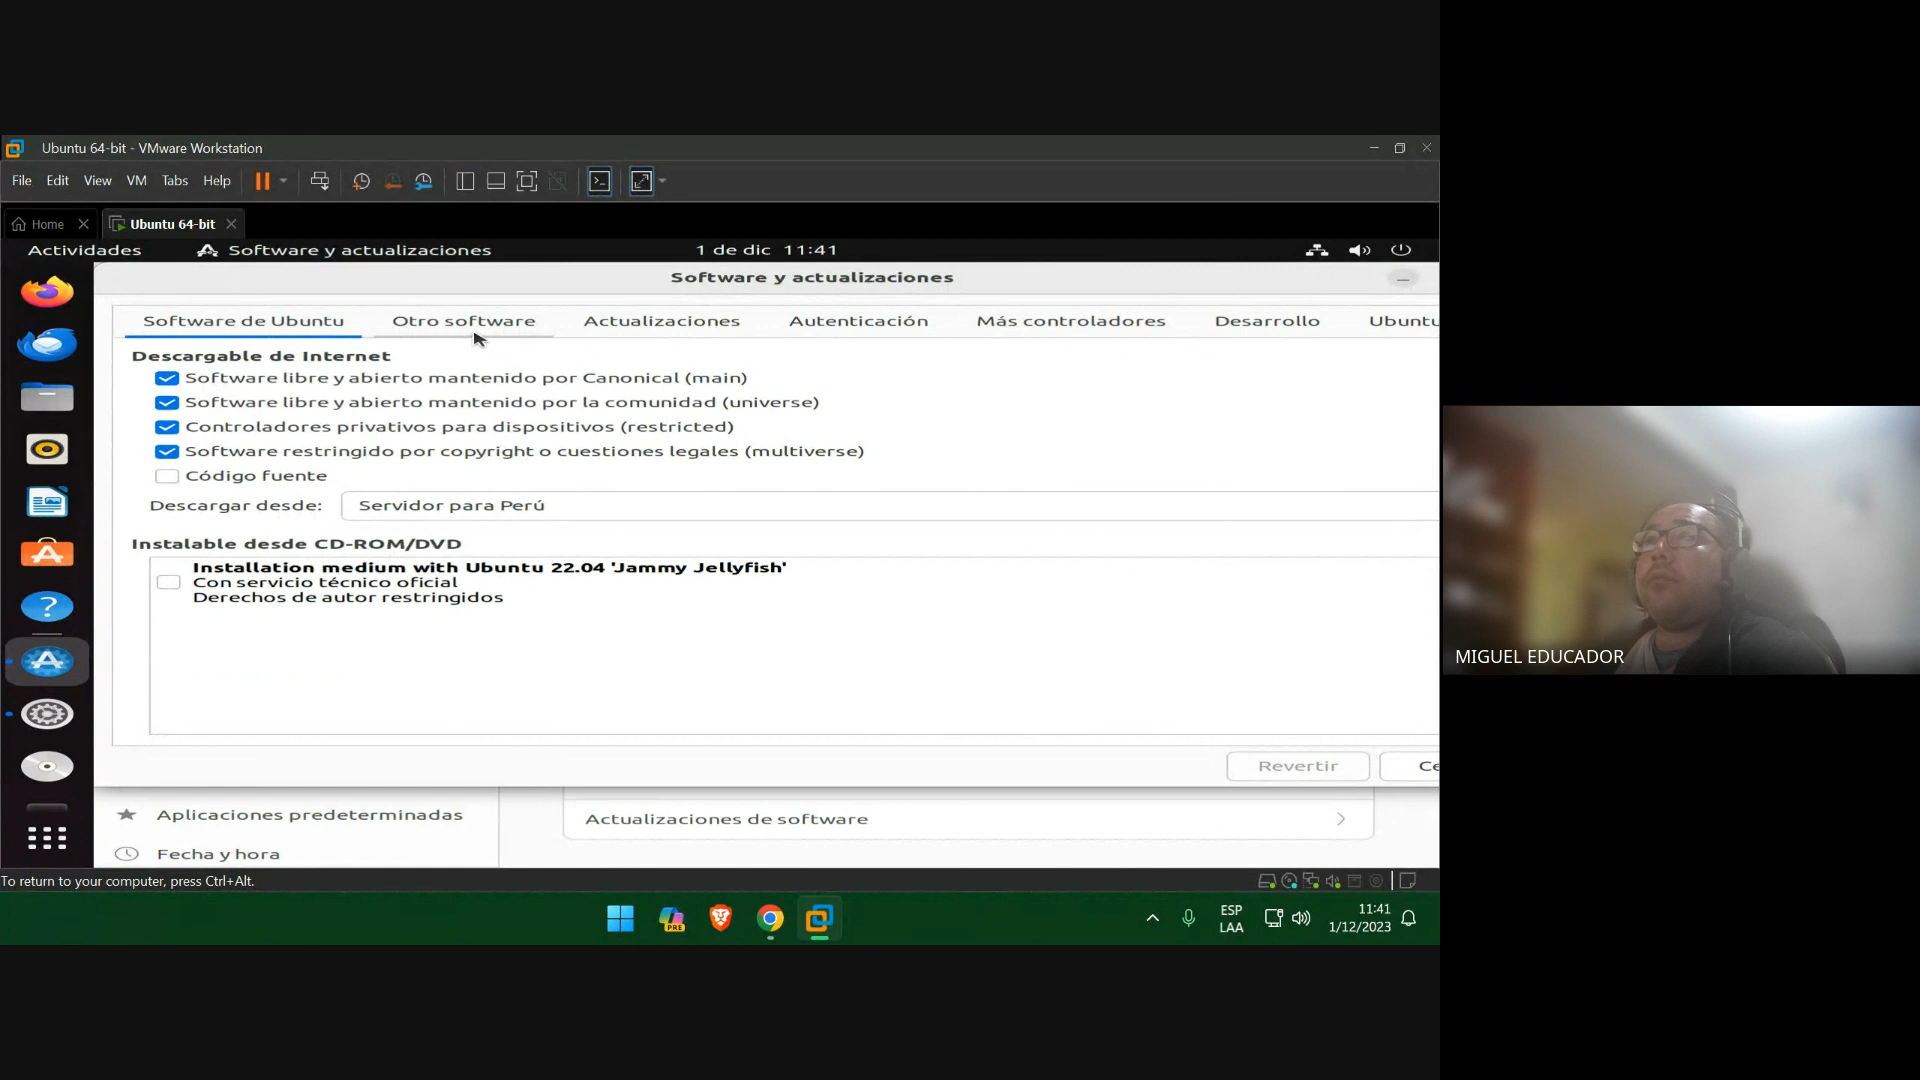 Ubuntu 64-bit - VMware Workstation
File Edit View VM Tabs Help
Home
Ubuntu 64-bit
Actividades
Software y actualizaciones
1 de dic 11:41
Software y actualizaciones
Software de Ubuntu
Otro software
Actualizaciones
Autenticación
Más controladores
Desarrollo
Ubuntu
Descargable de Internet
Software libre y abierto mantenido por Canonical (main)
Software libre y abierto mantenido por la comunidad (universe)
Controladores privativos para dispositivos (restricted)
Software restringido por copyright o cuestiones legales (multiverse)
Código fuente
Descargar desde: Servidor para Perú
Instalable desde CD-ROM/DVD
Installation medium with Ubuntu 22.04 'Jammy Jellyfish'
Con servicio técnico oficial
Derechos de autor restringidos
Revertir
Ce
Aplicaciones predeterminadas
Actualizaciones de software
Fecha y hora
To return to your computer, press Ctrl+Alt.
PRE
ESP
LAA
11:41
1/12/2023
MIGUEL EDUCADOR